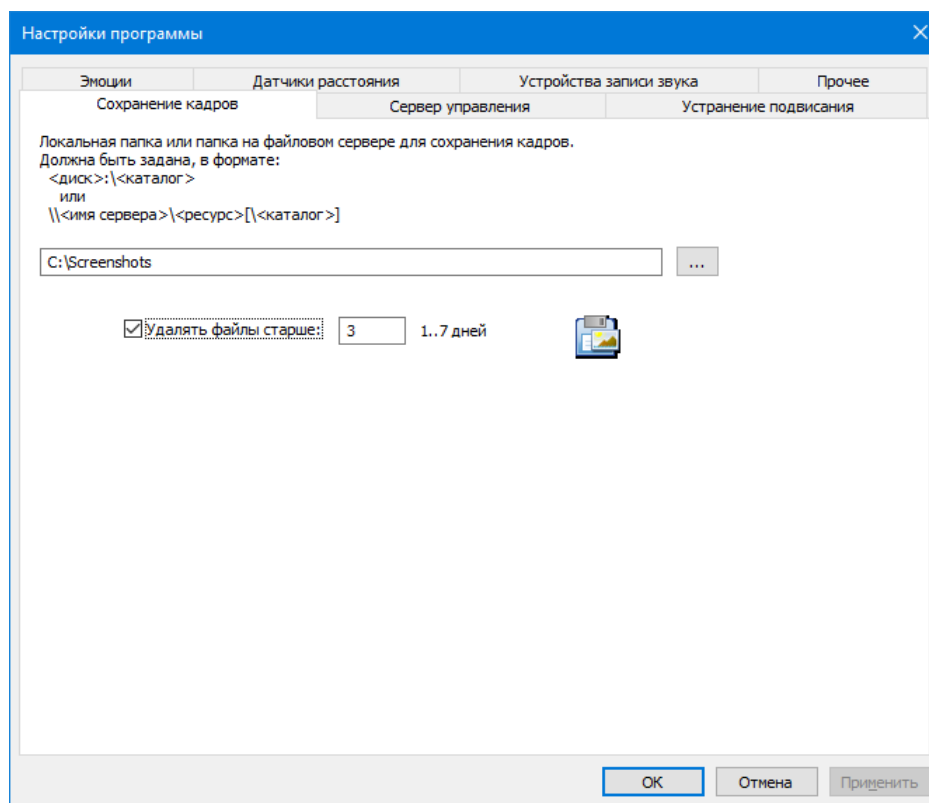 Настройки программы
Эмоции
Датчики расстояния
Устройства записи звука
Прочее
Сохранение кадров
Сервер управления
Устранение подвисания
Локальная папка или папка на файловом сервере для сохранения кадров.
Должна быть задана, в формате:
<диск>:\<каталог>
или
\\<имя сервера>\<ресурс>[\<каталог>]
C:\Screenshots
...
Удалять файлы старше:
3
1..7 дней
OK
Отмена
Применить